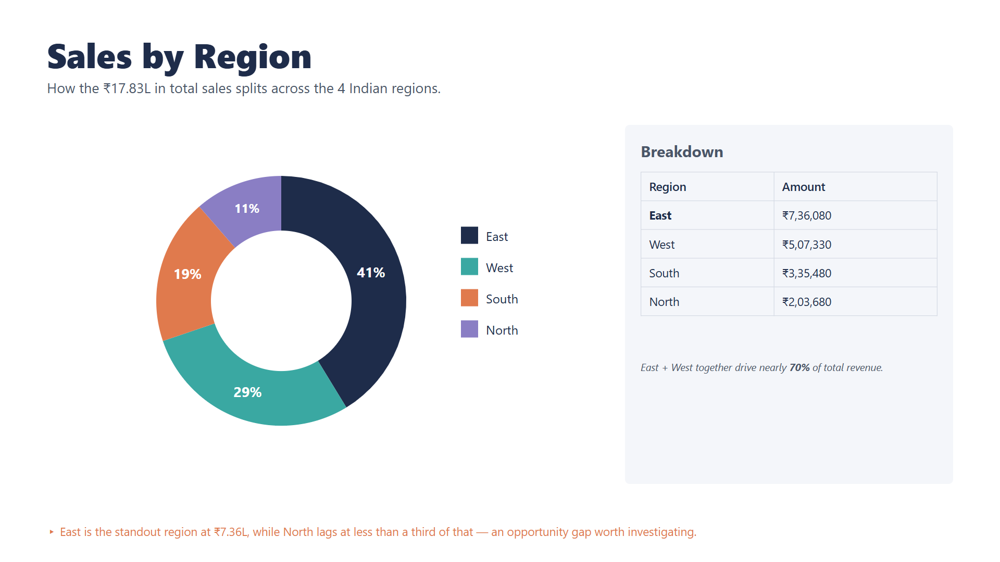 Sales by Region
How the ₹17.83L in total sales splits across the 4 Indian regions.
11%
19%
41%
29%
East
West
South
North
Breakdown
Region Amount
East ₹7,36,080
West ₹5,07,330
South ₹3,35,480
North ₹2,03,680
East + West together drive nearly 70% of total revenue.
‣ East is the standout region at ₹7.36L, while North lags at less than a third of that — an opportunity gap worth investigating.